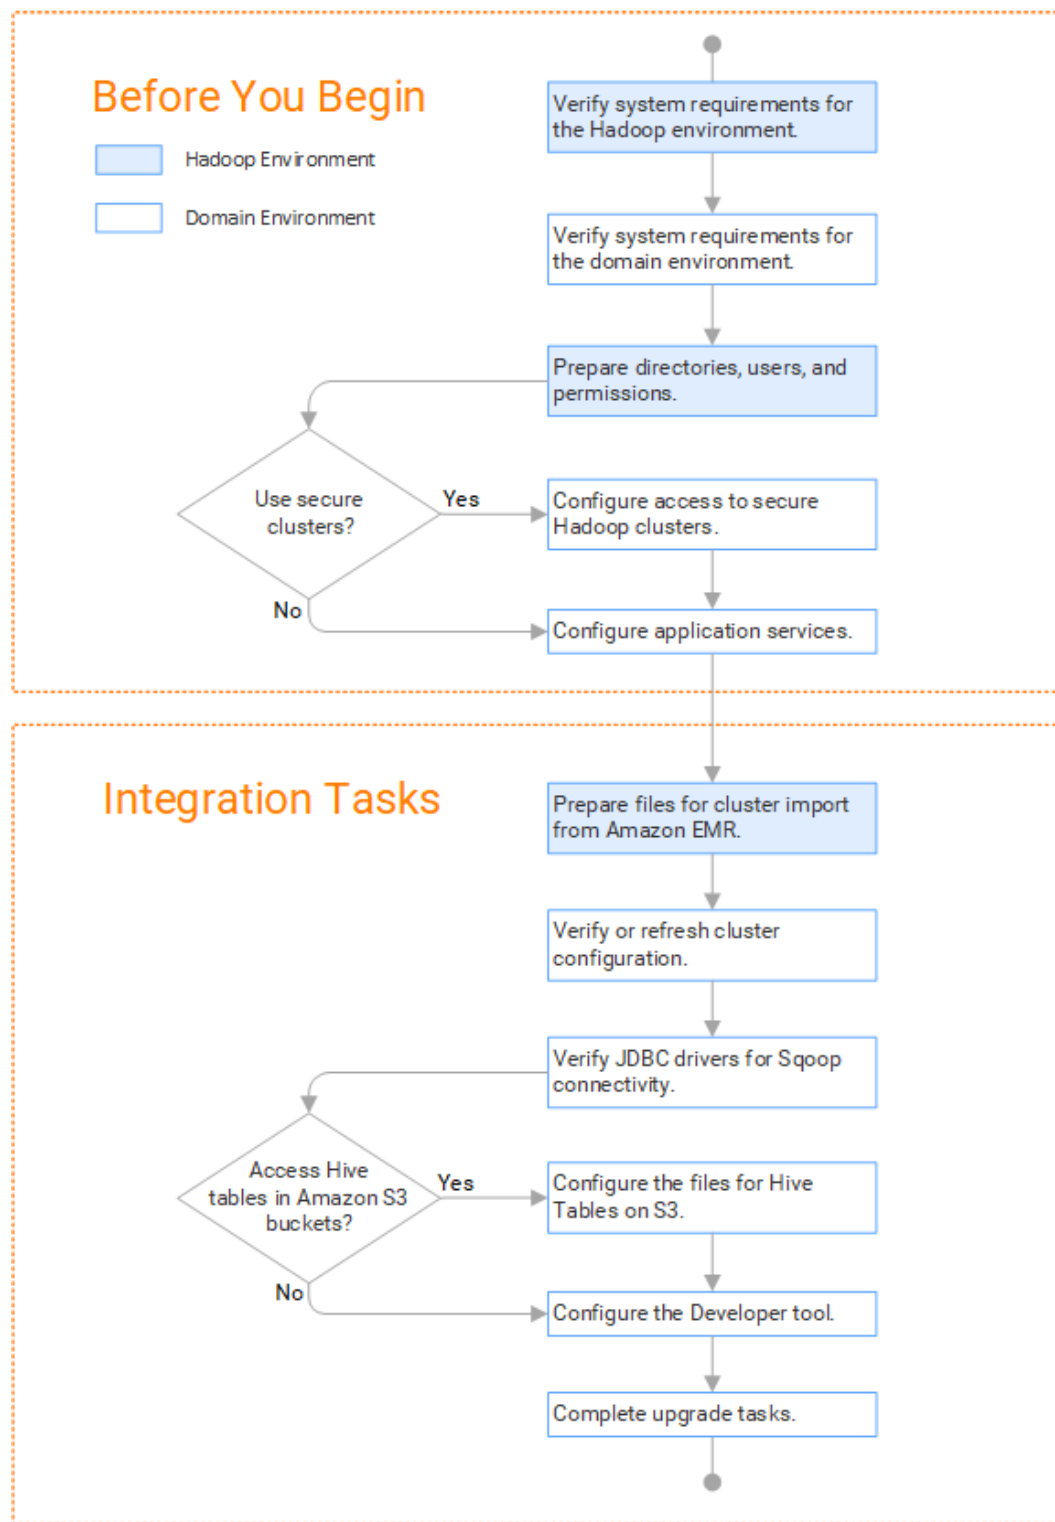 Before You Begin
Hadoop Environment
Domain Environment
Verify system requirements for
the Hadoop environment.
Verify system requirements for
the domain environment.
Prepare directories, users, and
permissions.
Use secure
clusters?
Yes
Configure access to secure
Hadoop clusters.
No
Configure application services.
Integration Tasks
Prepare files for cluster import
from Amazon EMR.
Verify or refresh cluster
configuration.
Verify JDBC drivers for Sqoop
connectivity.
Access Hive
tables in Amazon S3
buckets?
Yes
Configure the files for Hive
Tables on S3.
No
Configure the Developer tool.
Complete upgrade tasks.